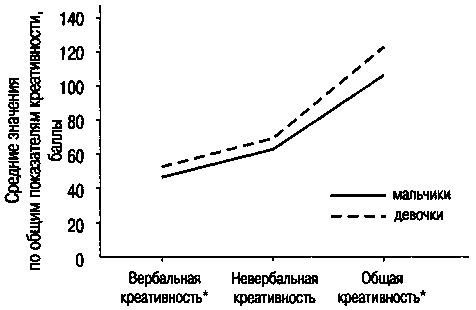 Средние значения
по общим показателям креативности,
баллы
140
120
100
80
60
40
20
0
мальчики
девочки
Вербальная
креативность*
Невербальная
креативность
Общая
креативность*